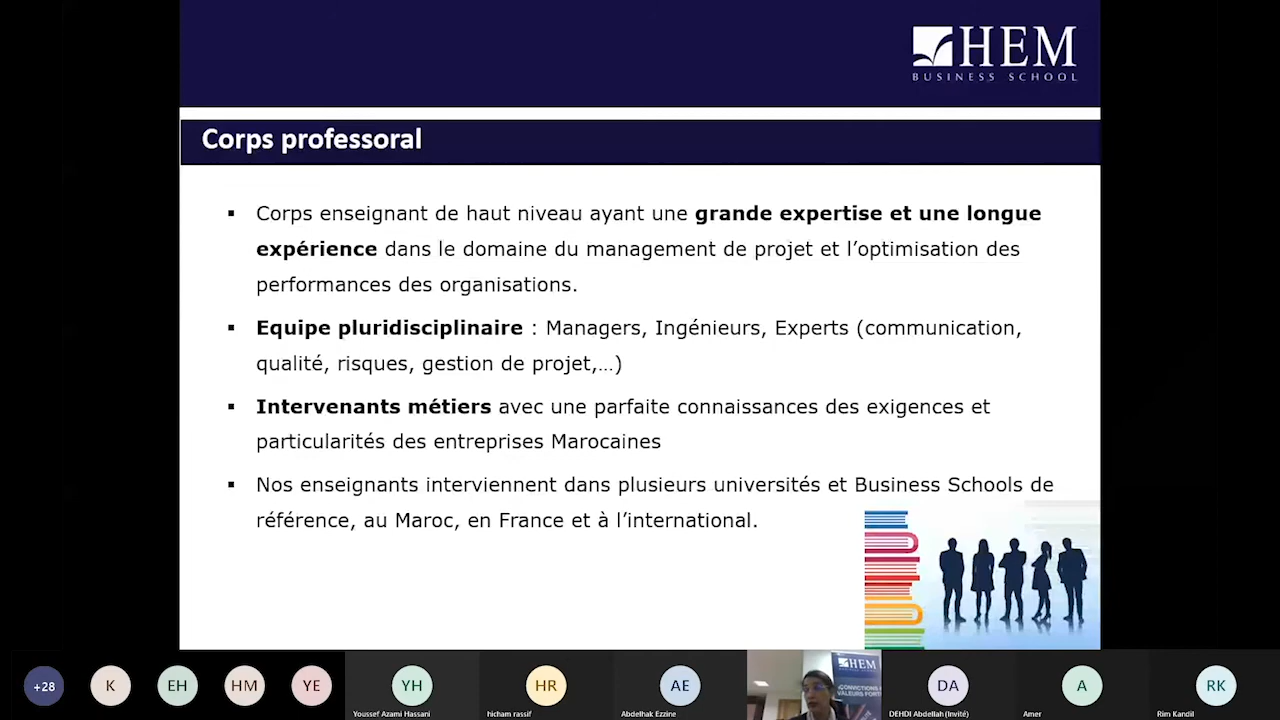 HEM
BUSINESS SCHOOL
Corps professoral
▪ Corps enseignant de haut niveau ayant une grande expertise et une longue
expérience dans le domaine du management de projet et l’optimisation des
performances des organisations.
▪ Equipe pluridisciplinaire : Managers, Ingénieurs, Experts (communication,
qualité, risques, gestion de projet,…)
▪ Intervenants métiers avec une parfaite connaissances des exigences et
particularités des entreprises Marocaines
▪ Nos enseignants interviennent dans plusieurs universités et Business Schools de
référence, au Maroc, en France et à l’international.
+28
K
EH
HM
YE
YH
Youssef Azami Hassani
HR
hicham rassif
AE
Abdelhak Ezzine
HEM
CONVICTIONS
VALEURS
DA
DEHDI Abdellah (Invité)
A
Amer
RK
Rim Kandil